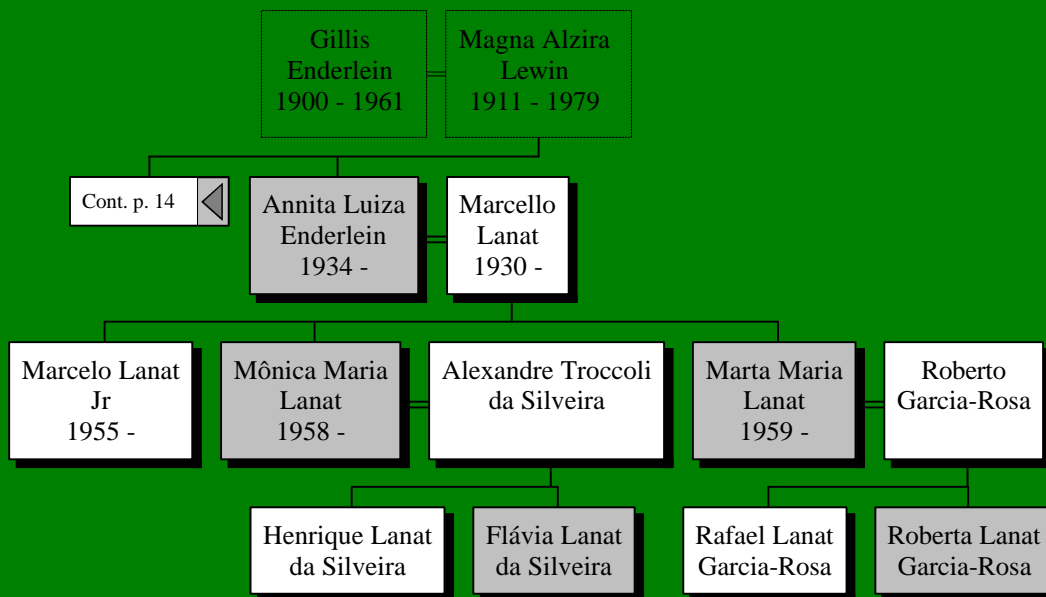 Gillis
Enderlein
1900 - 1961
Magna Alzira
Lewin
1911 - 1979
Cont. p. 14
Annita Luiza
Enderlein
1934 -
Marcello
Lanat
1930 -
Marcelo Lanat
Jr
1955 -
Mônica Maria
Lanat
1958 -
Alexandre Troccoli
da Silveira
Marta Maria
Lanat
1959 -
Roberto
Garcia-Rosa
Henrique Lanat
da Silveira
Flávia Lanat
da Silveira
Rafael Lanat
Garcia-Rosa
Roberta Lanat
Garcia-Rosa